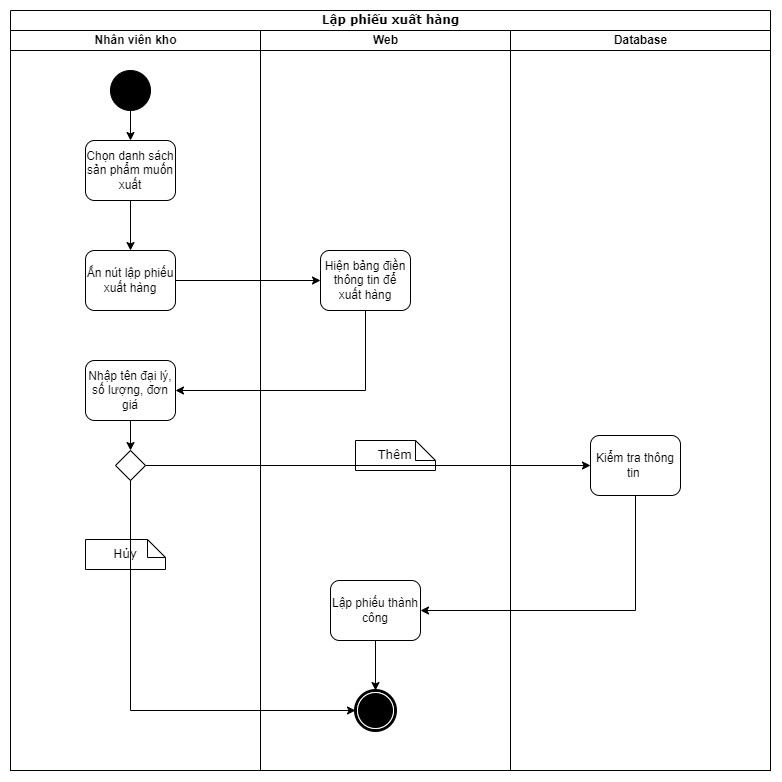 Lập phiếu xuất hàng
Nhân viên kho
Web
Database
Chọn danh sách
sản phẩm muốn
xuất
Ấn nút lập phiếu
xuất hàng
Hiện bảng điền
thông tin để
xuất hàng
Nhập tên đại lý,
số lượng, đơn
giá
Thêm
Kiểm tra thông
tin
Hủy
Lập phiếu thành
công